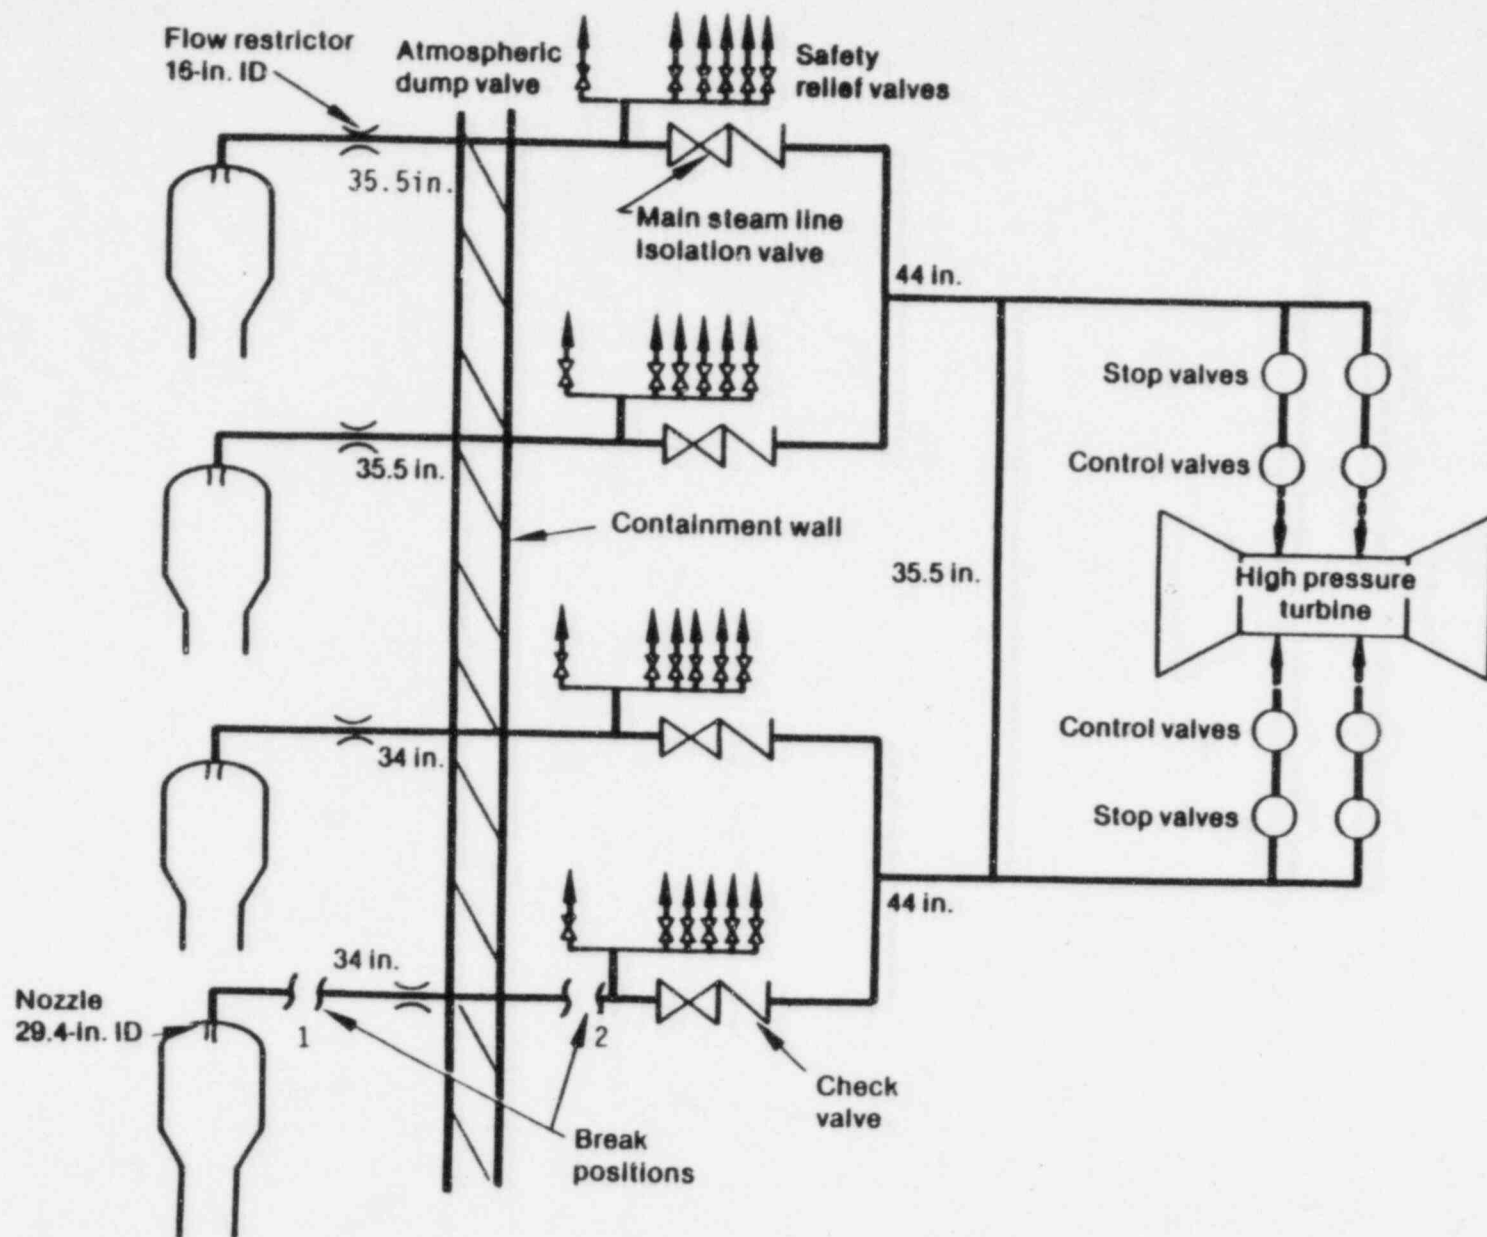 Flow restrictor
16-in. ID
Atmospheric
dump valve
Safety
relief valves
35.5in.
Main steam line
isolation valve
44 in.
Stop valves
Control valves
35.5 in.
Containment wall
35.5 in.
High pressure
turbine
34 in.
Control valves
Stop valves
44 in.
34 in.
Nozzle
29.4-in. ID
1
2
Check
valve
Break
positions